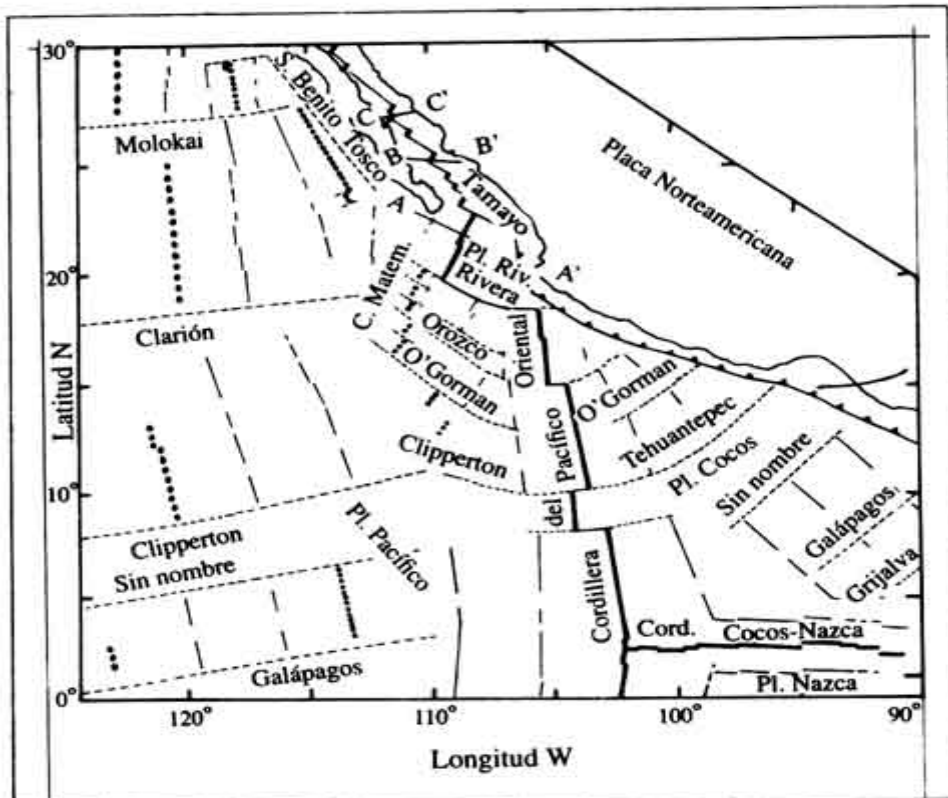 30°
20°
10°
0°
Latitud N
120°
110°
100°
90°
Longitud W
Placa Norteamericana
S. Benito
Tosco
C
C'
B
B'
A
A'
Tamayo
Pl. Riv.
Rivera
Molokai
Clarión
C. Matem.
Orozco
O'Gorman
Clipperton
Oriental
del Pacífico
Cordillera
O'Gorman
Tehuantepec
Pl. Cocos
Sin nombre
Galápagos
Grijalva
Clipperton
Sin nombre
Pl. Pacífico
Galápagos
Cord. Cocos-Nazca
Pl. Nazca